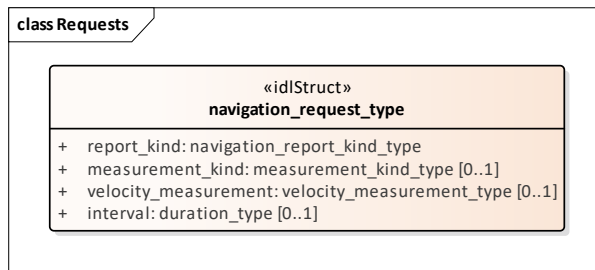 class Requests
«idlStruct»
navigation_request_type
+ report_kind: navigation_report_kind_type
+ measurement_kind: measurement_kind_type [0..1]
+ velocity_measurement: velocity_measurement_type [0..1]
+ interval: duration_type [0..1]